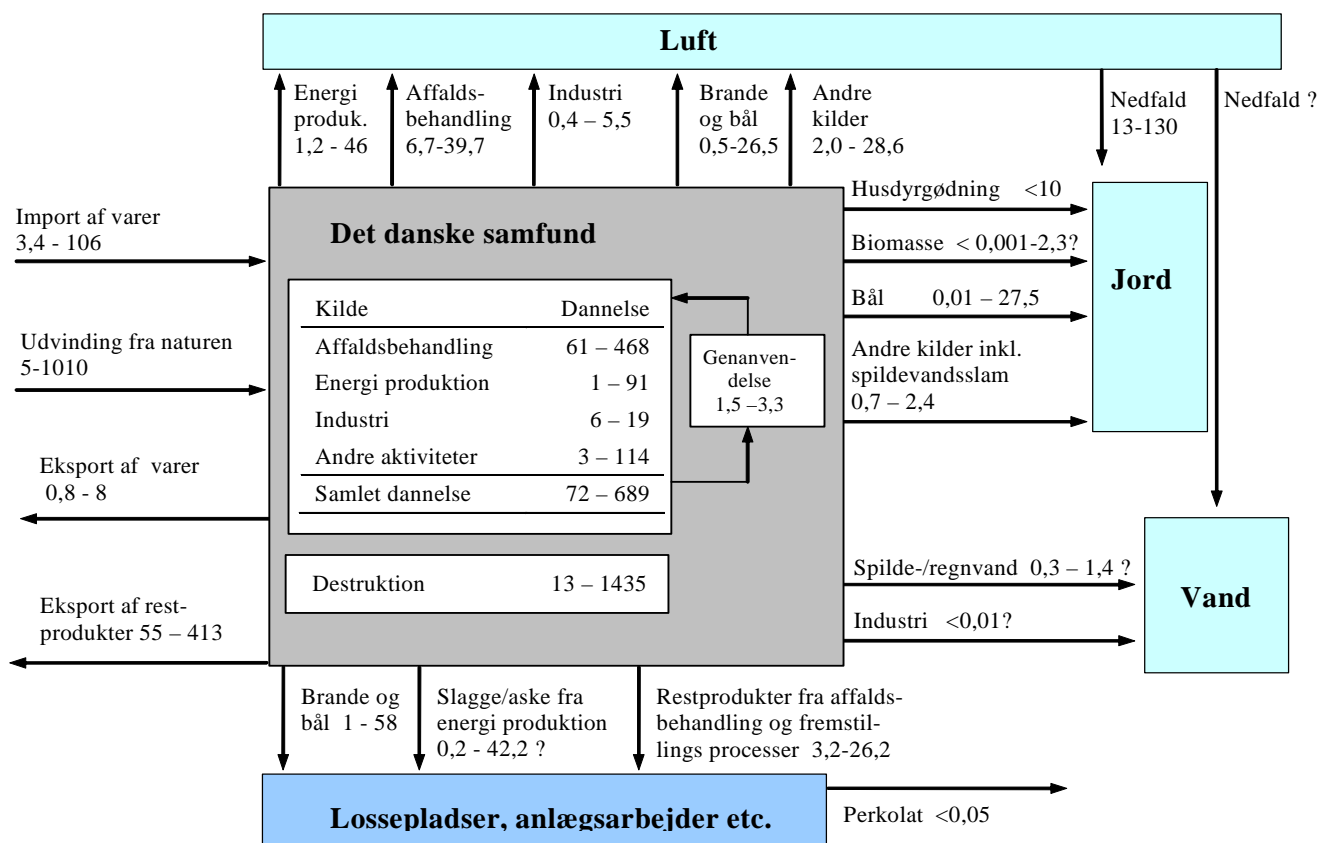 Luft
Energi
produk.
1,2 - 46
Affalds-
behandling
6,7-39,7
Industri
0,4 – 5,5
Brande
og bål
0,5-26,5
Andre
kilder
2,0 - 28,6
Nedfald
13-130
Nedfald ?
Import af varer
3,4 - 106
Udvinding fra naturen
5-1010
Eksport af varer
0,8 - 8
Eksport af rest-
produkter 55 – 413
Det danske samfund
Kilde Dannelse
Affaldsbehandling 61 – 468
Energi produktion 1 – 91
Industri 6 – 19
Andre aktiviteter 3 – 114
Samlet dannelse 72 – 689
Genanven-
delse
1,5 –3,3
Destruktion 13 – 1435
Husdyrgødning <10
Biomasse < 0,001-2,3?
Bål 0,01 – 27,5
Andre kilder inkl.
spildevandsslam
0,7 – 2,4
Jord
Spilde-/regnvand 0,3 – 1,4 ?
Industri <0,01?
Vand
Brande og
bål 1 - 58
Slagge/aske fra
energi produktion
0,2 - 42,2 ?
Restprodukter fra affalds-
behandling og fremstil-
lings processer 3,2-26,2
Lossepladser, anlægsarbejder etc.
Perkolat <0,05